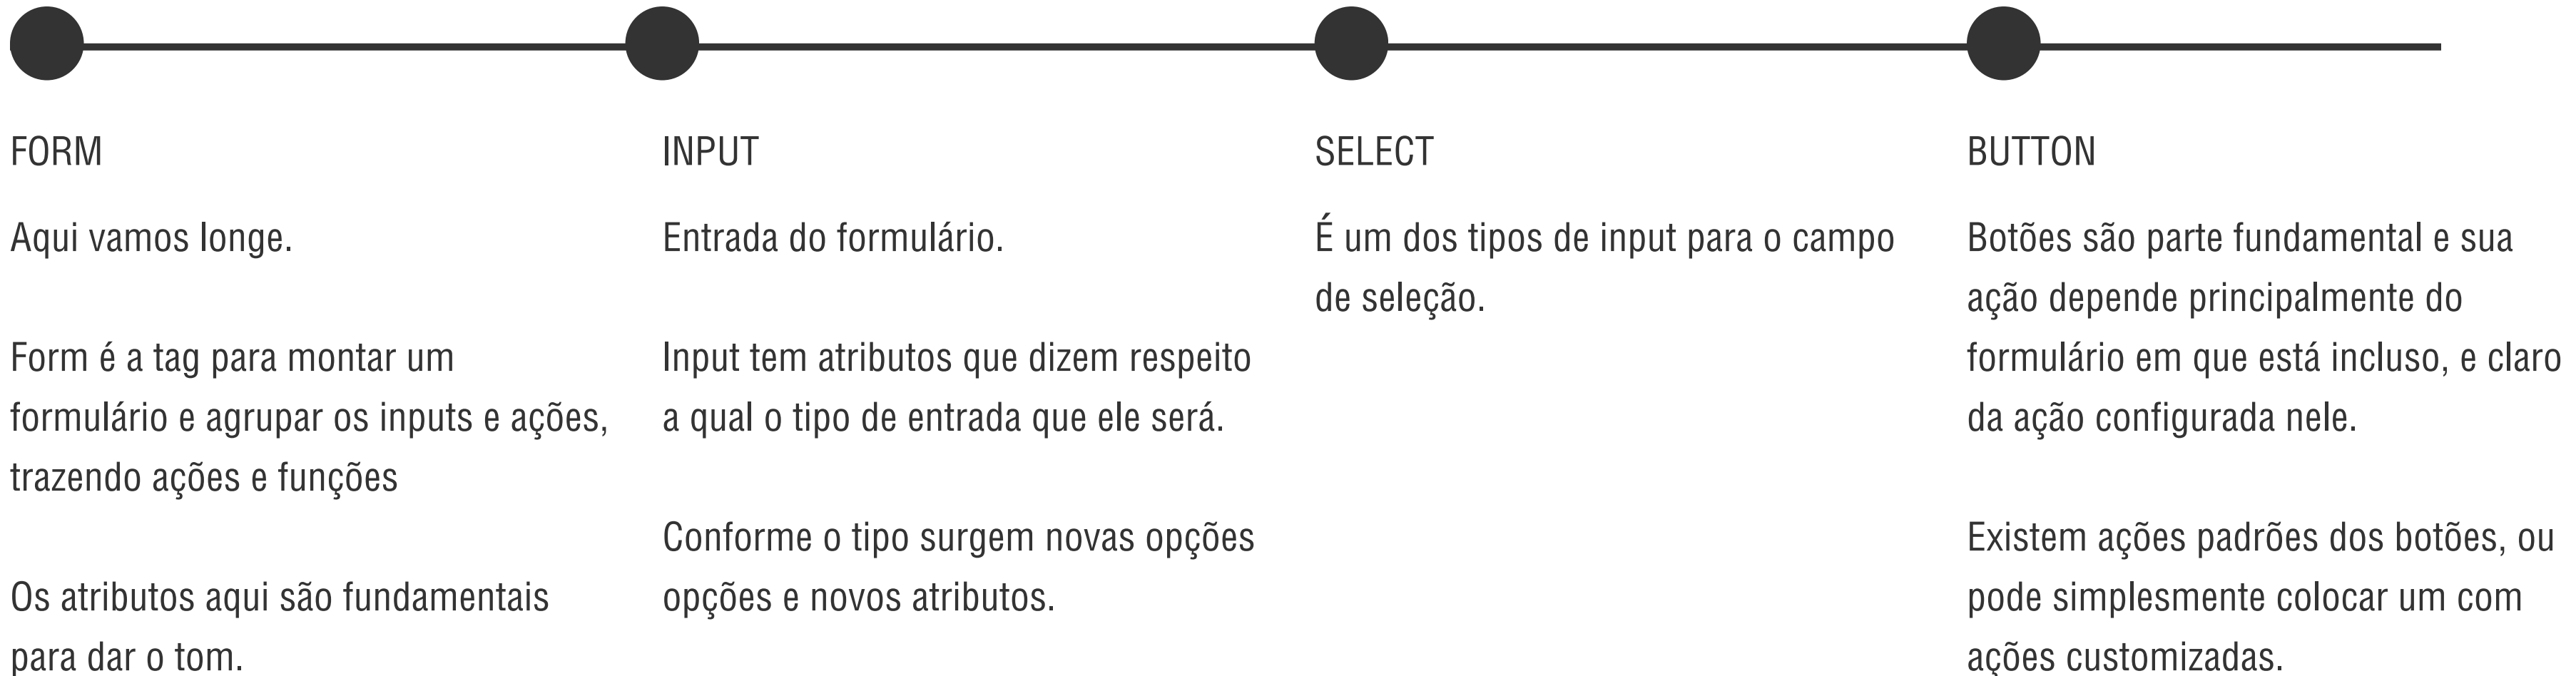 FORM
Aqui vamos longe.
Form é a tag para montar um
formulário e agrupar os inputs e ações,
trazendo ações e funções
Os atributos aqui são fundamentais
para dar o tom.
INPUT
Entrada do formulário.
Input tem atributos que dizem respeito
a qual o tipo de entrada que ele será.
Conforme o tipo surgem novas opções
opções e novos atributos.
SELECT
É um dos tipos de input para o campo
de seleção.
BUTTON
Botões são parte fundamental e sua
ação depende principalmente do
formulário em que está incluso, e claro
da ação configurada nele.
Existem ações padrões dos botões, ou
pode simplesmente colocar um com
ações customizadas.